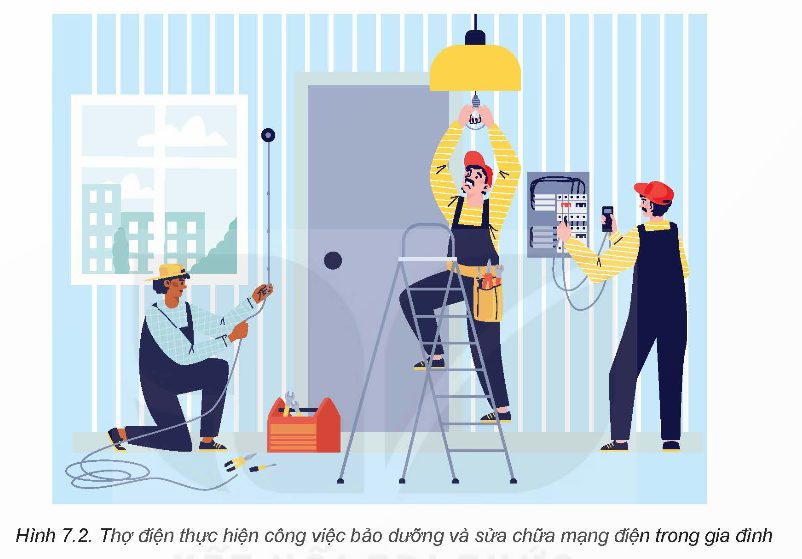 Hình 7.2. Thợ điện thực hiện công việc bảo dưỡng và sửa chữa mạng điện trong gia đình